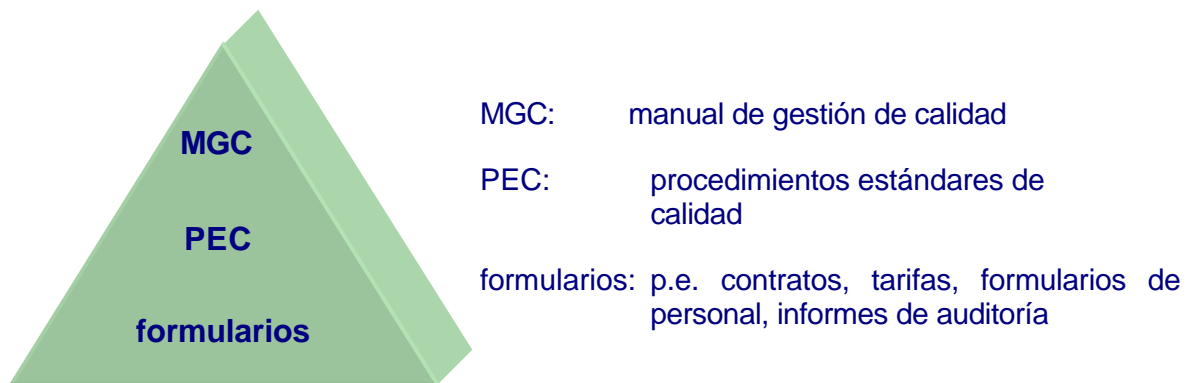 MGC
PEC
formularios
MGC: manual de gestión de calidad
PEC: procedimientos estándares de
calidad
formularios: p.e. contratos, tarifas, formularios de
personal, informes de auditoría